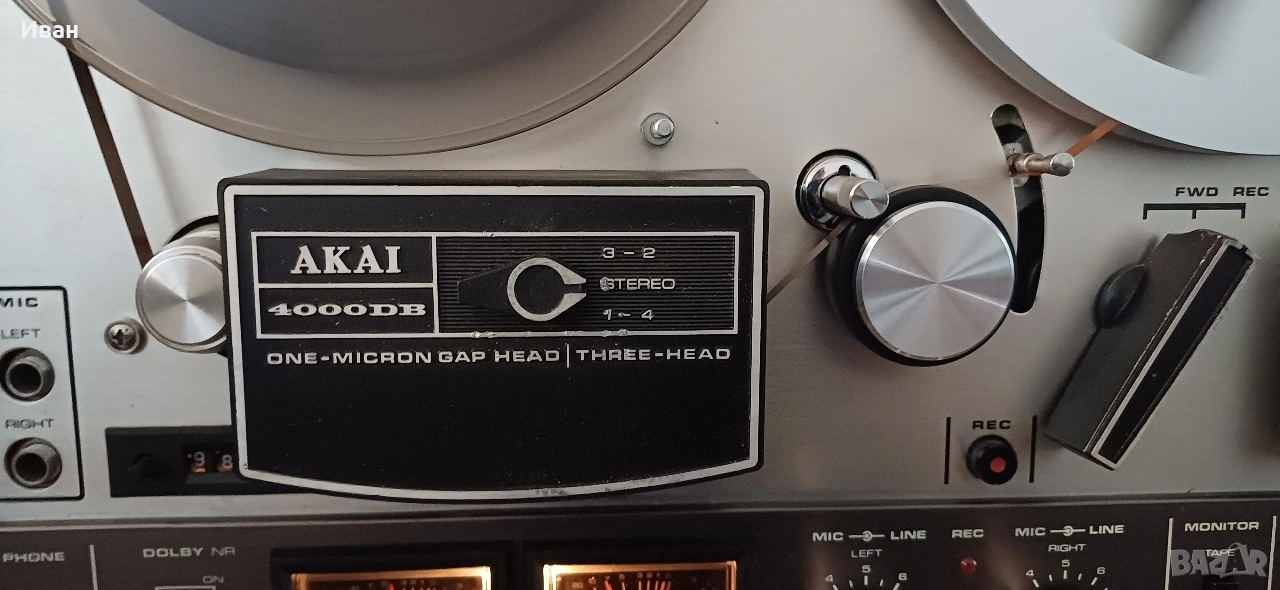 Иван
FWD REC
AKAI
4000DB
3 - 2
STEREO
1 - 4
ONE-MICRON GAP HEAD | THREE-HEAD
MIC
LEFT
RIGHT
9 8
REC
PHONE
DOLBY NR
ON
MIC LINE
LEFT
4 5 6
REC
MIC LINE
RIGHT
4 5 6
MONITOR
TAPE
BAZAR